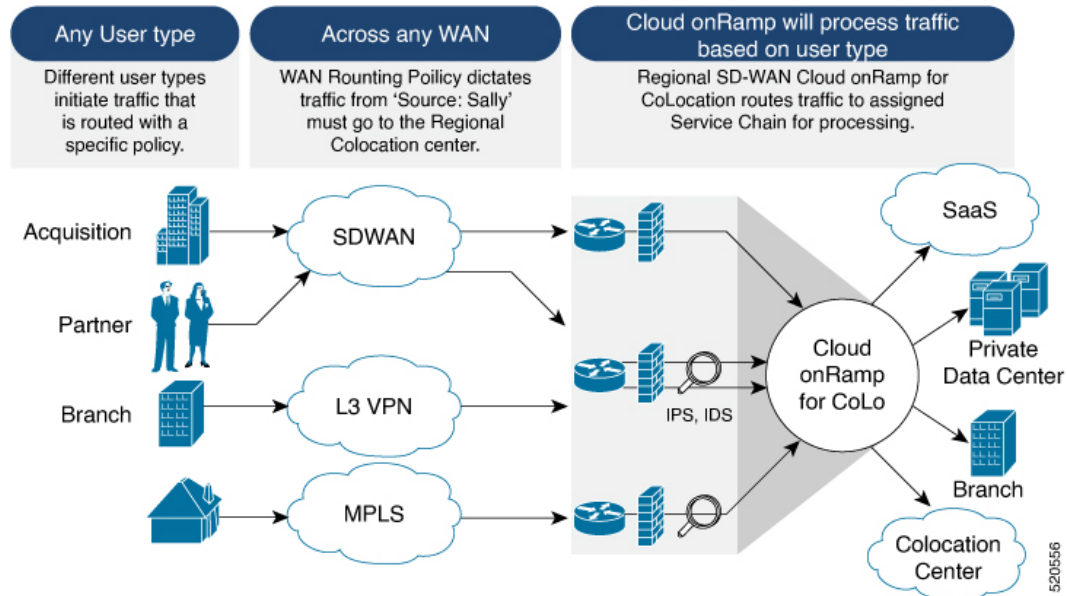 Any User type
Across any WAN
Cloud onRamp will process traffic
based on user type
Different user types
initiate traffic that
is routed with a
specific policy.
WAN Rounting Poilicy dictates
traffic from ‘Source: Sally’
must go to the Regional
Colocation center.
Regional SD-WAN Cloud onRamp for
CoLocation routes traffic to assigned
Service Chain for processing.
Acquisition
SDWAN
SaaS
Partner
Private
Data Center
Cloud
onRamp
for CoLo
Branch
L3 VPN
IPS, IDS
Branch
MPLS
Colocation
Center
520556